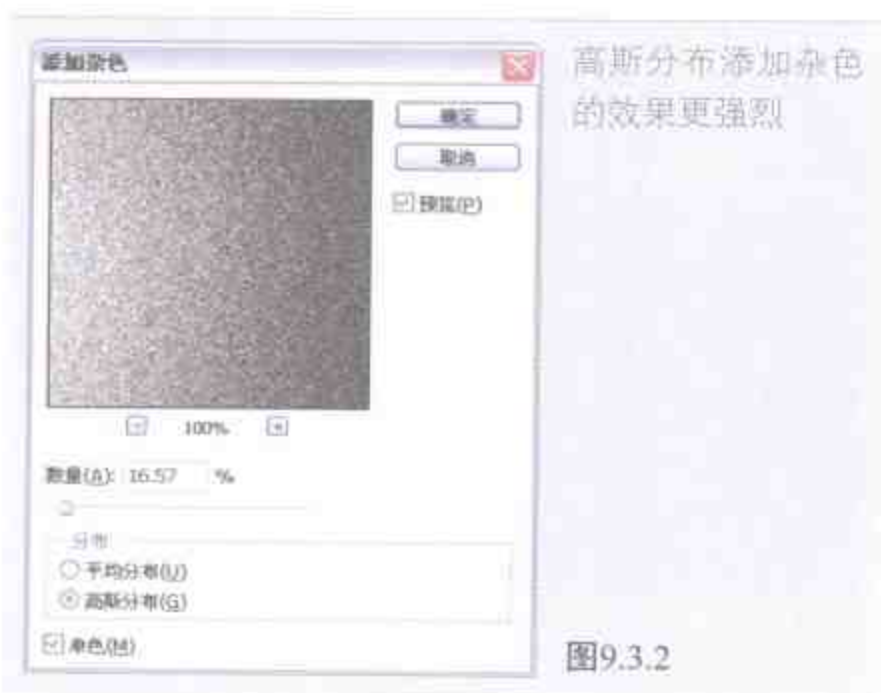 添加杂色
确定
取消
预览(P)
100%
数量(A): 16.57 %
分布
平均分布(U)
高斯分布(G)
单色(M)
高斯分布添加杂色
的效果更强烈
图9.3.2